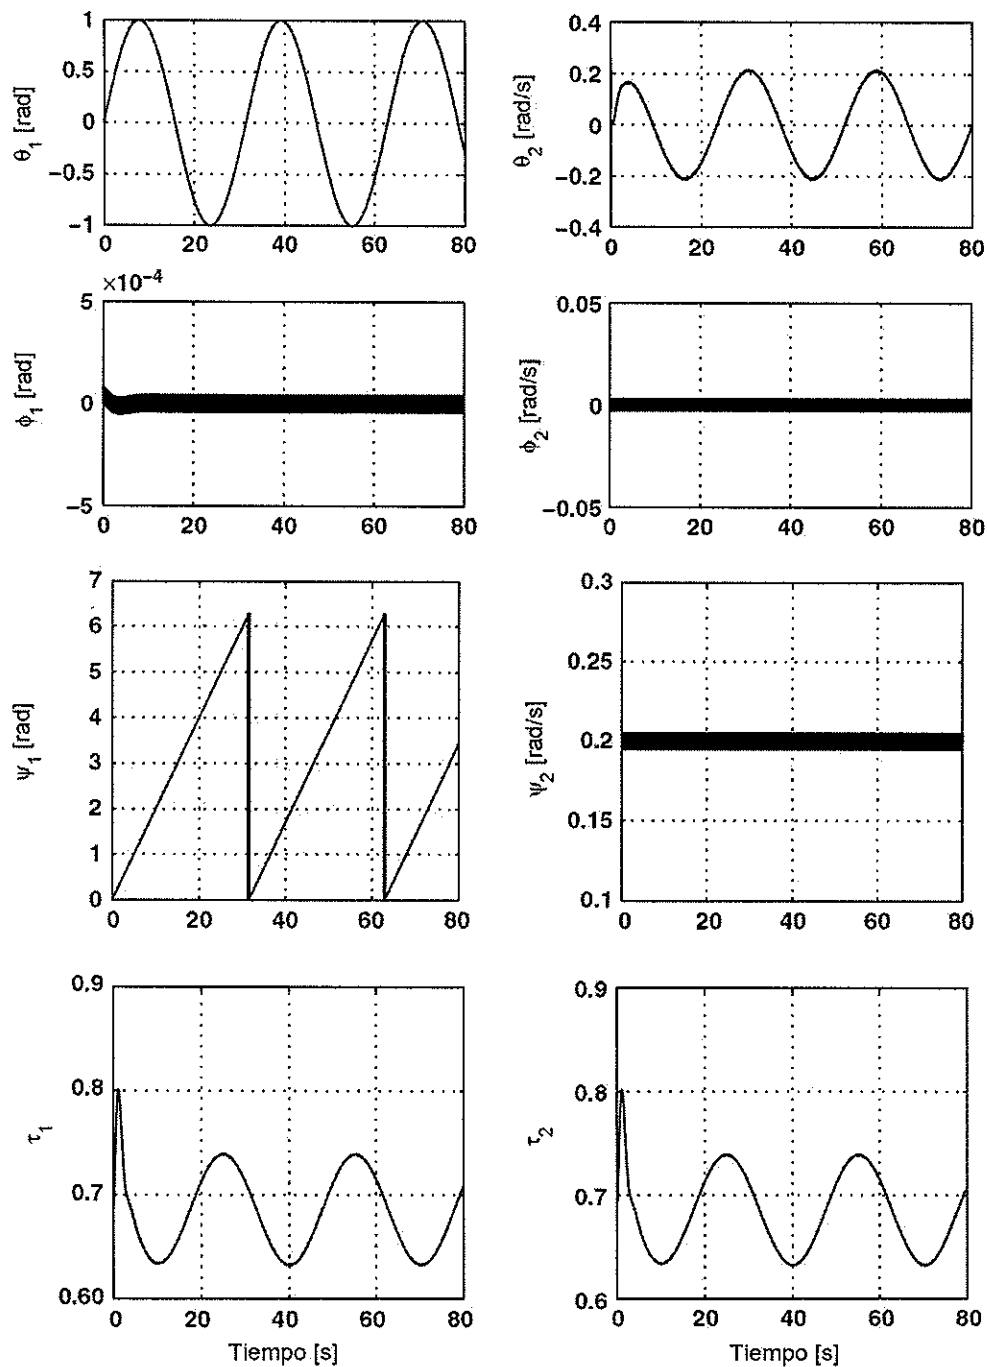 1
0.5
0
−0.5
−1
θ1 [rad]
0 20 40 60 80
0.4
0.2
0
−0.2
−0.4
θ2 [rad/s]
0 20 40 60 80
×10−4
5
0
−5
ϕ1 [rad]
0 20 40 60 80
0.05
0
−0.05
ϕ2 [rad/s]
0 20 40 60 80
7
6
5
4
3
2
1
0
ψ1 [rad]
0 20 40 60 80
0.3
0.25
0.2
0.15
0.1
ψ2 [rad/s]
0 20 40 60 80
0.9
0.8
0.7
0.60
τ1
0 20 40 60 80
Tiempo [s]
0.9
0.8
0.7
0.6
τ2
0 20 40 60 80
Tiempo [s]